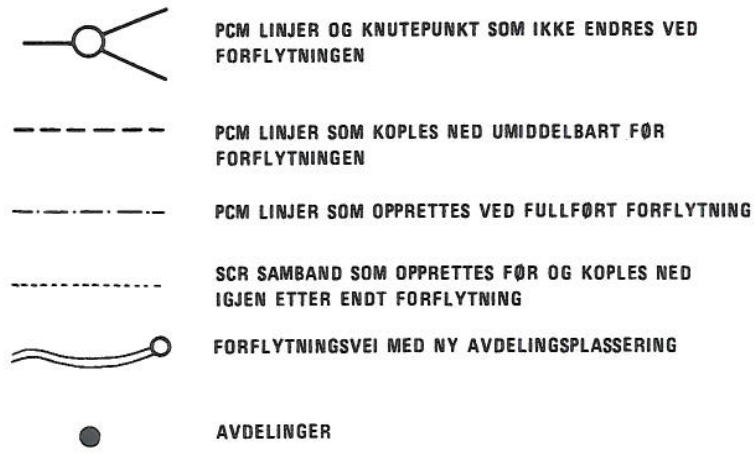 PCM LINJER OG KNUTEPUNKT SOM IKKE ENDRES VED
FORFLYTNINGEN
PCM LINJER SOM KOPLES NED UMIDDELBART FØR
FORFLYTNINGEN
PCM LINJER SOM OPPRETTES VED FULLFØRT FORFLYTNING
SCR SAMBAND SOM OPPRETTES FØR OG KOPLES NED
IGJEN ETTER ENDT FORFLYTNING
FORFLYTNINGSVEI MED NY AVDELINGSPLASSERING
AVDELINGER